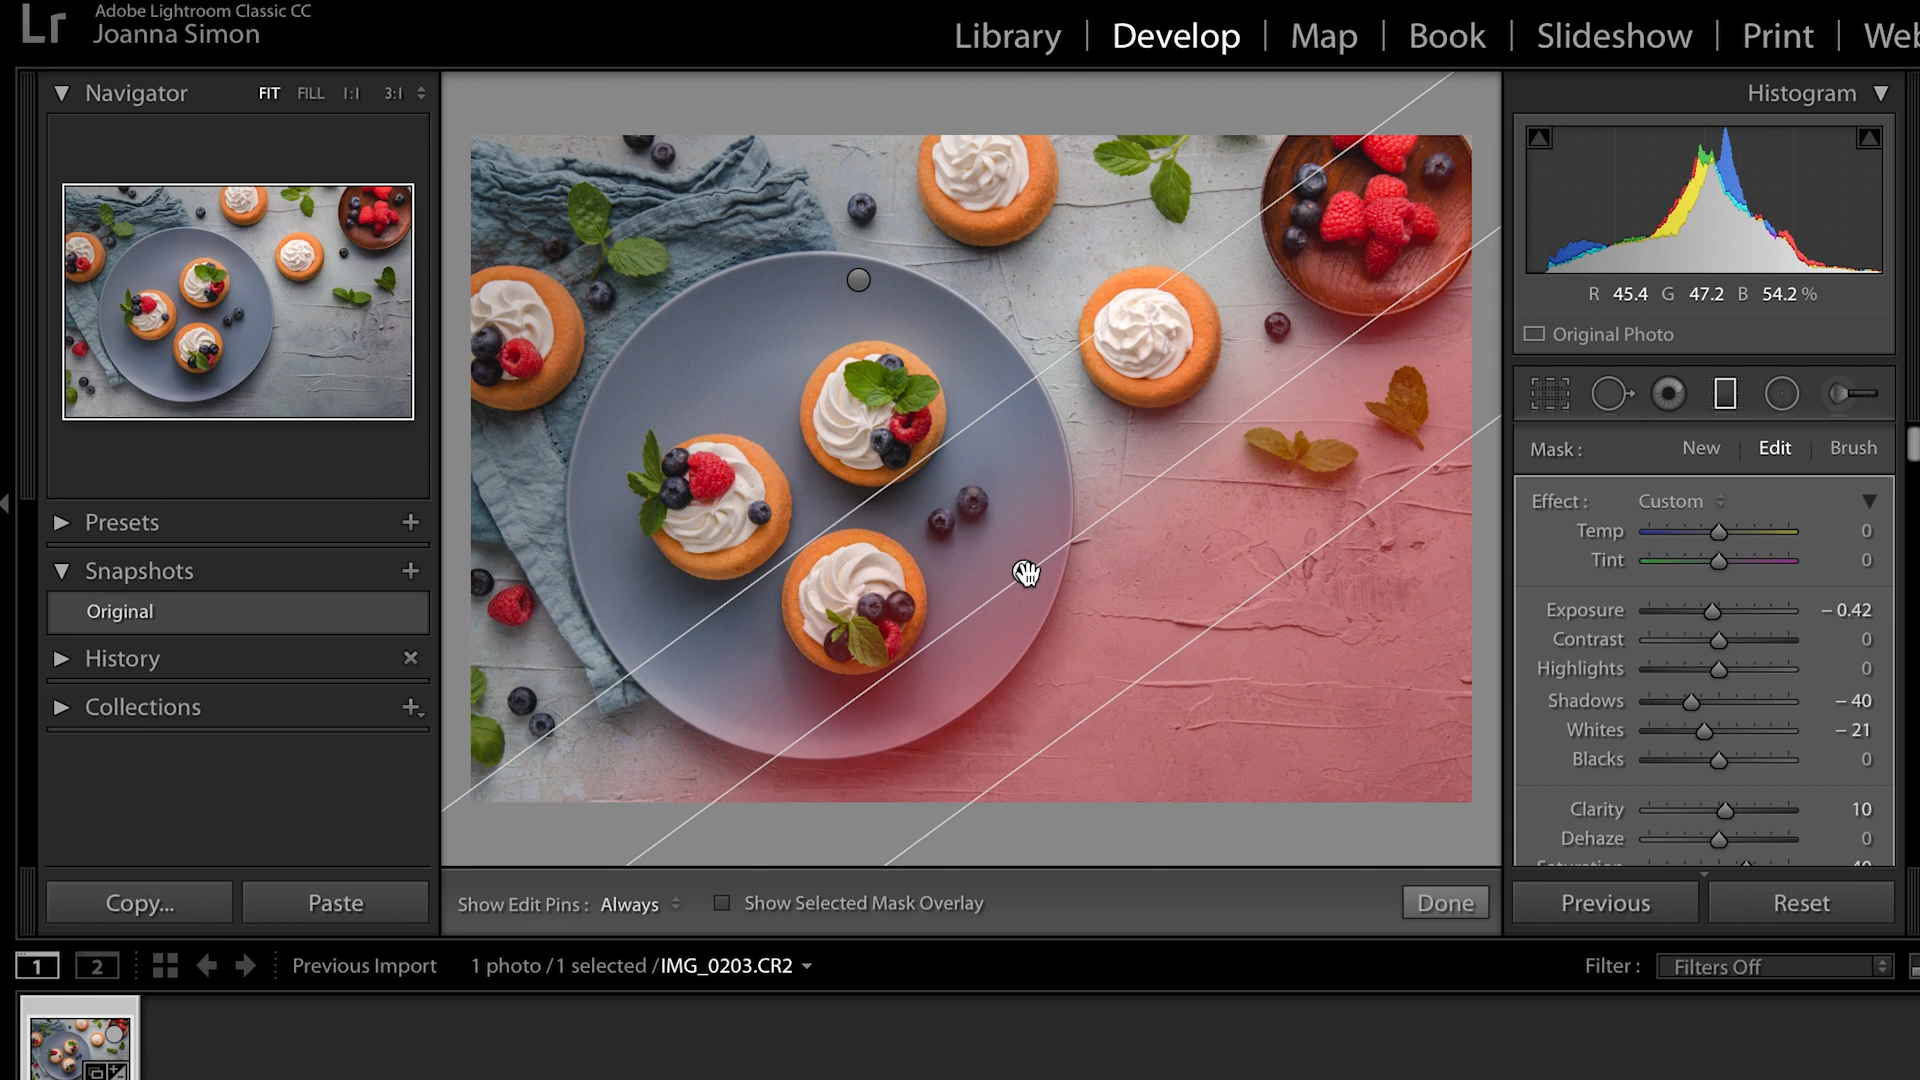 Lr
Adobe Lightroom Classic CC
Joanna Simon
Library | Develop | Map | Book | Slideshow | Print | Web
Navigator FIT FILL 1:1 3:1
Presets
Snapshots
Original
History
Collections
Copy... Paste
Show Edit Pins : Always Show Selected Mask Overlay Done
Histogram
R 45.4 G 47.2 B 54.2 %
Original Photo
Mask : New | Edit | Brush
Effect : Custom
Temp 0
Tint 0
Exposure – 0.42
Contrast 0
Highlights 0
Shadows – 40
Whites – 21
Blacks 0
Clarity 10
Dehaze 0
Saturation 40
Previous Reset
1 2 Previous Import 1 photo / 1 selected / IMG_0203.CR2 Filter : Filters Off